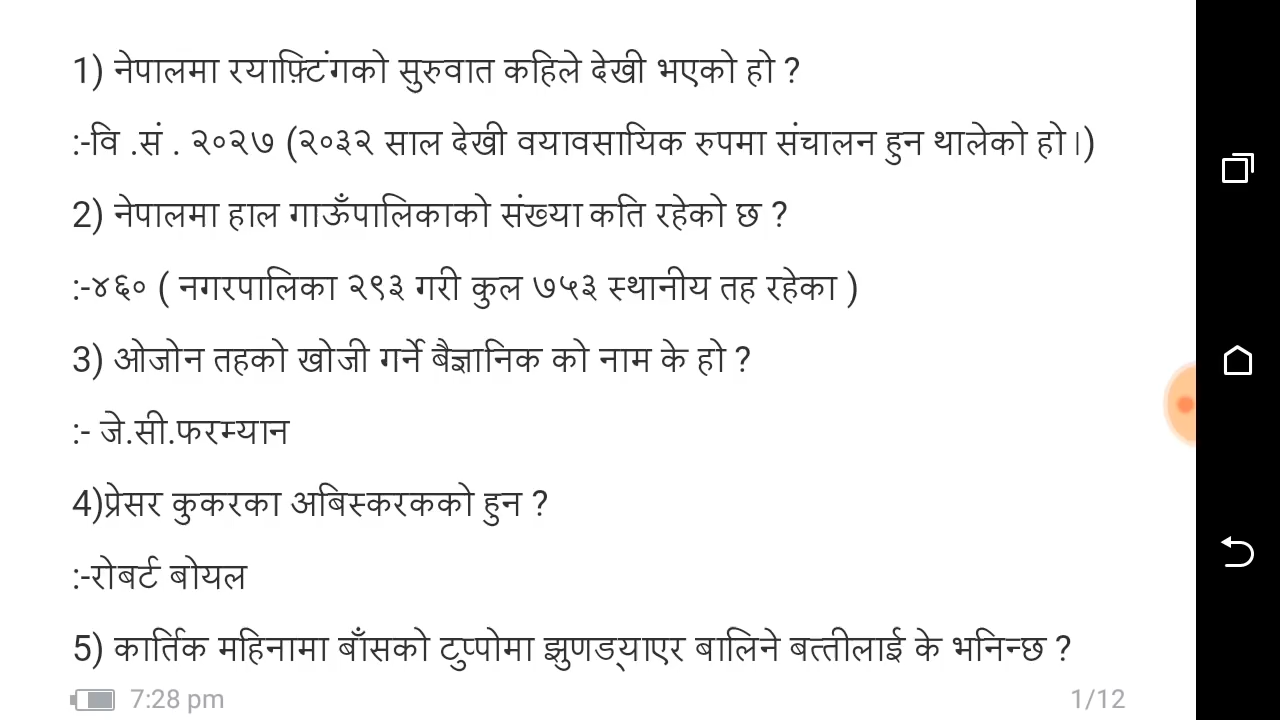 1) नेपालमा रयाफ़्टिंगको सुरुवात कहिले देखी भएको हो ?
:-वि .सं . २०२७ (२०३२ साल देखी वयावसायिक रुपमा संचालन हुन थालेको हो।)
2) नेपालमा हाल गाऊँपालिकाको संख्या कति रहेको छ ?
:-४६० ( नगरपालिका २९३ गरी कुल ७५३ स्थानीय तह रहेका )
3) ओजोन तहको खोजी गर्ने बैज्ञानिक को नाम के हो ?
:- जे.सी.फरम्यान
4)प्रेसर कुकरका अबिस्करकको हुन ?
:-रोबर्ट बोयल
5) कार्तिक महिनामा बाँसको टुप्पोमा झुणड्याएर बालिने बत्तीलाई के भनिन्छ ?
7:28 pm 1/12